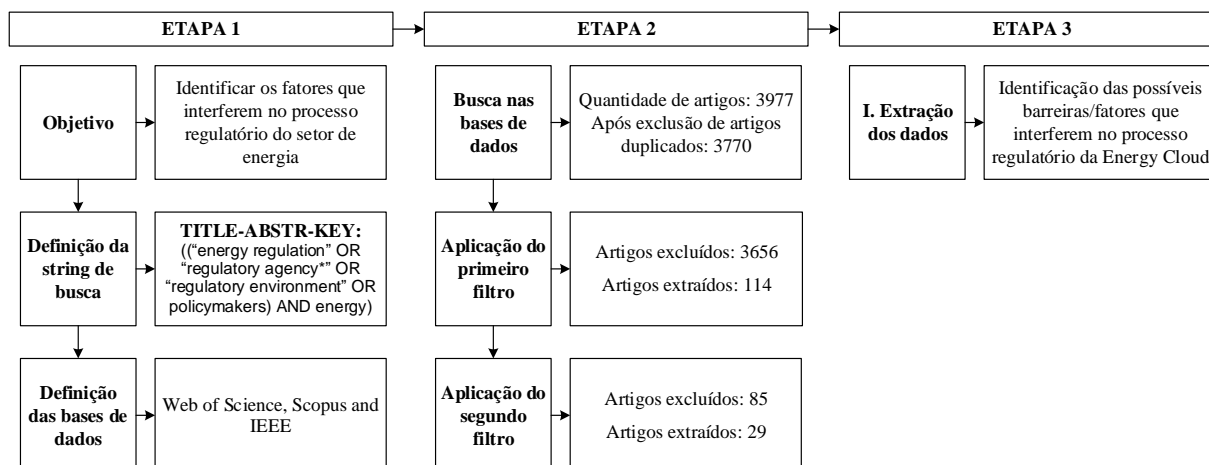 ETAPA 1
Objetivo
Identificar os fatores que
interferem no processo
regulatório do setor de
energia
Definição da
string de
busca
TITLE-ABSTR-KEY:
((“energy regulation” OR
“regulatory agency*” OR
“regulatory environment” OR
policymakers) AND energy)
Definição
das bases de
dados
Web of Science, Scopus and
IEEE
ETAPA 2
Busca nas
bases de
dados
Quantidade de artigos: 3977
Após exclusão de artigos
duplicados: 3770
Aplicação do
primeiro
filtro
Artigos excluídos: 3656
Artigos extraídos: 114
Aplicação do
segundo
filtro
Artigos excluídos: 85
Artigos extraídos: 29
ETAPA 3
I. Extração
dos dados
Identificação das possíveis
barreiras/fatores que
interferem no processo
regulatório da Energy Cloud